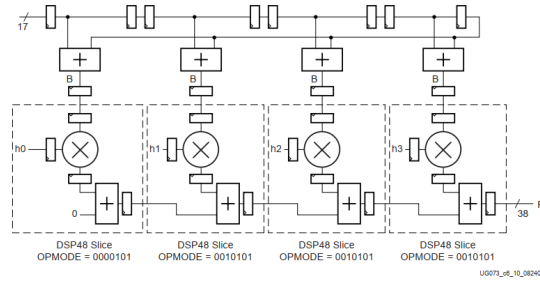 17
+ + + +
B B B B
h0 h1 h2 h3
× × × ×
+ + + +
0
38
DSP48 Slice DSP48 Slice DSP48 Slice DSP48 Slice
OPMODE = 0000101 OPMODE = 0010101 OPMODE = 0010101 OPMODE = 0010101